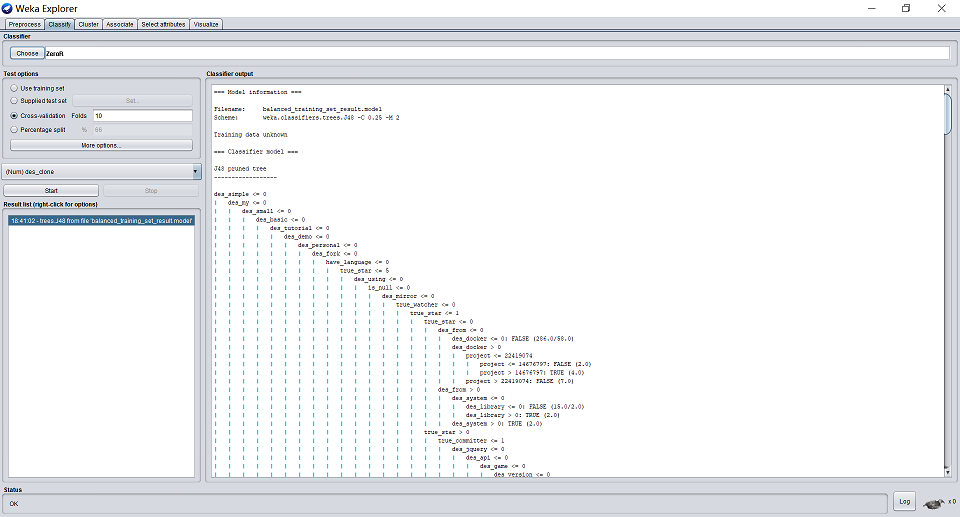 Weka Explorer
Preprocess Classify Cluster Associate Select attributes Visualize
Classifier
Choose ZeroR
Test options
Use training set
Supplied test set Set...
Cross-validation Folds 10
Percentage split % 66
More options...
(Num) des_clone
Start Stop
Result list (right-click for options)
18:41:02 - trees.J48 from file 'balanced_training_set_result.model'
Classifier output
=== Model information ===
Filename: balanced_training_set_result.model
Scheme: weka.classifiers.trees.J48 -C 0.25 -M 2
Training data unknown
=== Classifier model ===
J48 pruned tree
------------------
des_simple <= 0
| des_my <= 0
| | des_small <= 0
| | | des_basic <= 0
| | | | des_tutorial <= 0
| | | | | des_demo <= 0
| | | | | | des_personal <= 0
| | | | | | | des_fork <= 0
| | | | | | | | have_language <= 0
| | | | | | | | | true_star <= 5
| | | | | | | | | | des_using <= 0
| | | | | | | | | | | is_null <= 0
| | | | | | | | | | | | des_mirror <= 0
| | | | | | | | | | | | | true_watcher <= 0
| | | | | | | | | | | | | | true_star <= 1
| | | | | | | | | | | | | | | true_star <= 0
| | | | | | | | | | | | | | | | des_from <= 0
| | | | | | | | | | | | | | | | | des_docker <= 0: FALSE (286.0/58.0)
| | | | | | | | | | | | | | | | | des_docker > 0
| | | | | | | | | | | | | | | | | | project <= 22419074
| | | | | | | | | | | | | | | | | | | project <= 14676797: FALSE (2.0)
| | | | | | | | | | | | | | | | | | | project > 14676797: TRUE (4.0)
| | | | | | | | | | | | | | | | | | project > 22419074: FALSE (7.0)
| | | | | | | | | | | | | | | | des_from > 0
| | | | | | | | | | | | | | | | | des_system <= 0
| | | | | | | | | | | | | | | | | | des_library <= 0: FALSE (15.0/2.0)
| | | | | | | | | | | | | | | | | | des_library > 0: TRUE (2.0)
| | | | | | | | | | | | | | | | | des_system > 0: TRUE (2.0)
| | | | | | | | | | | | | | | true_star > 0
| | | | | | | | | | | | | | | | true_committer <= 1
| | | | | | | | | | | | | | | | | des_jquery <= 0
| | | | | | | | | | | | | | | | | | des_api <= 0
| | | | | | | | | | | | | | | | | | | des_game <= 0
| | | | | | | | | | | | | | | | | | | | des_version <= 0
Status
OK
Log
x 0